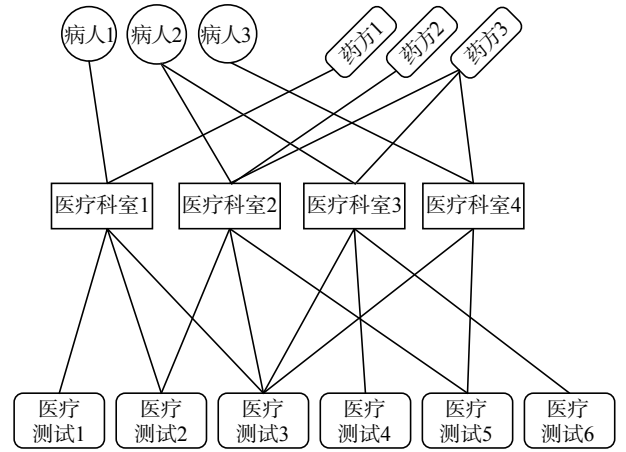 病人1
病人2
病人3
药方1
药方2
药方3
医疗科室1
医疗科室2
医疗科室3
医疗科室4
医疗
测试1
医疗
测试2
医疗
测试3
医疗
测试4
医疗
测试5
医疗
测试6